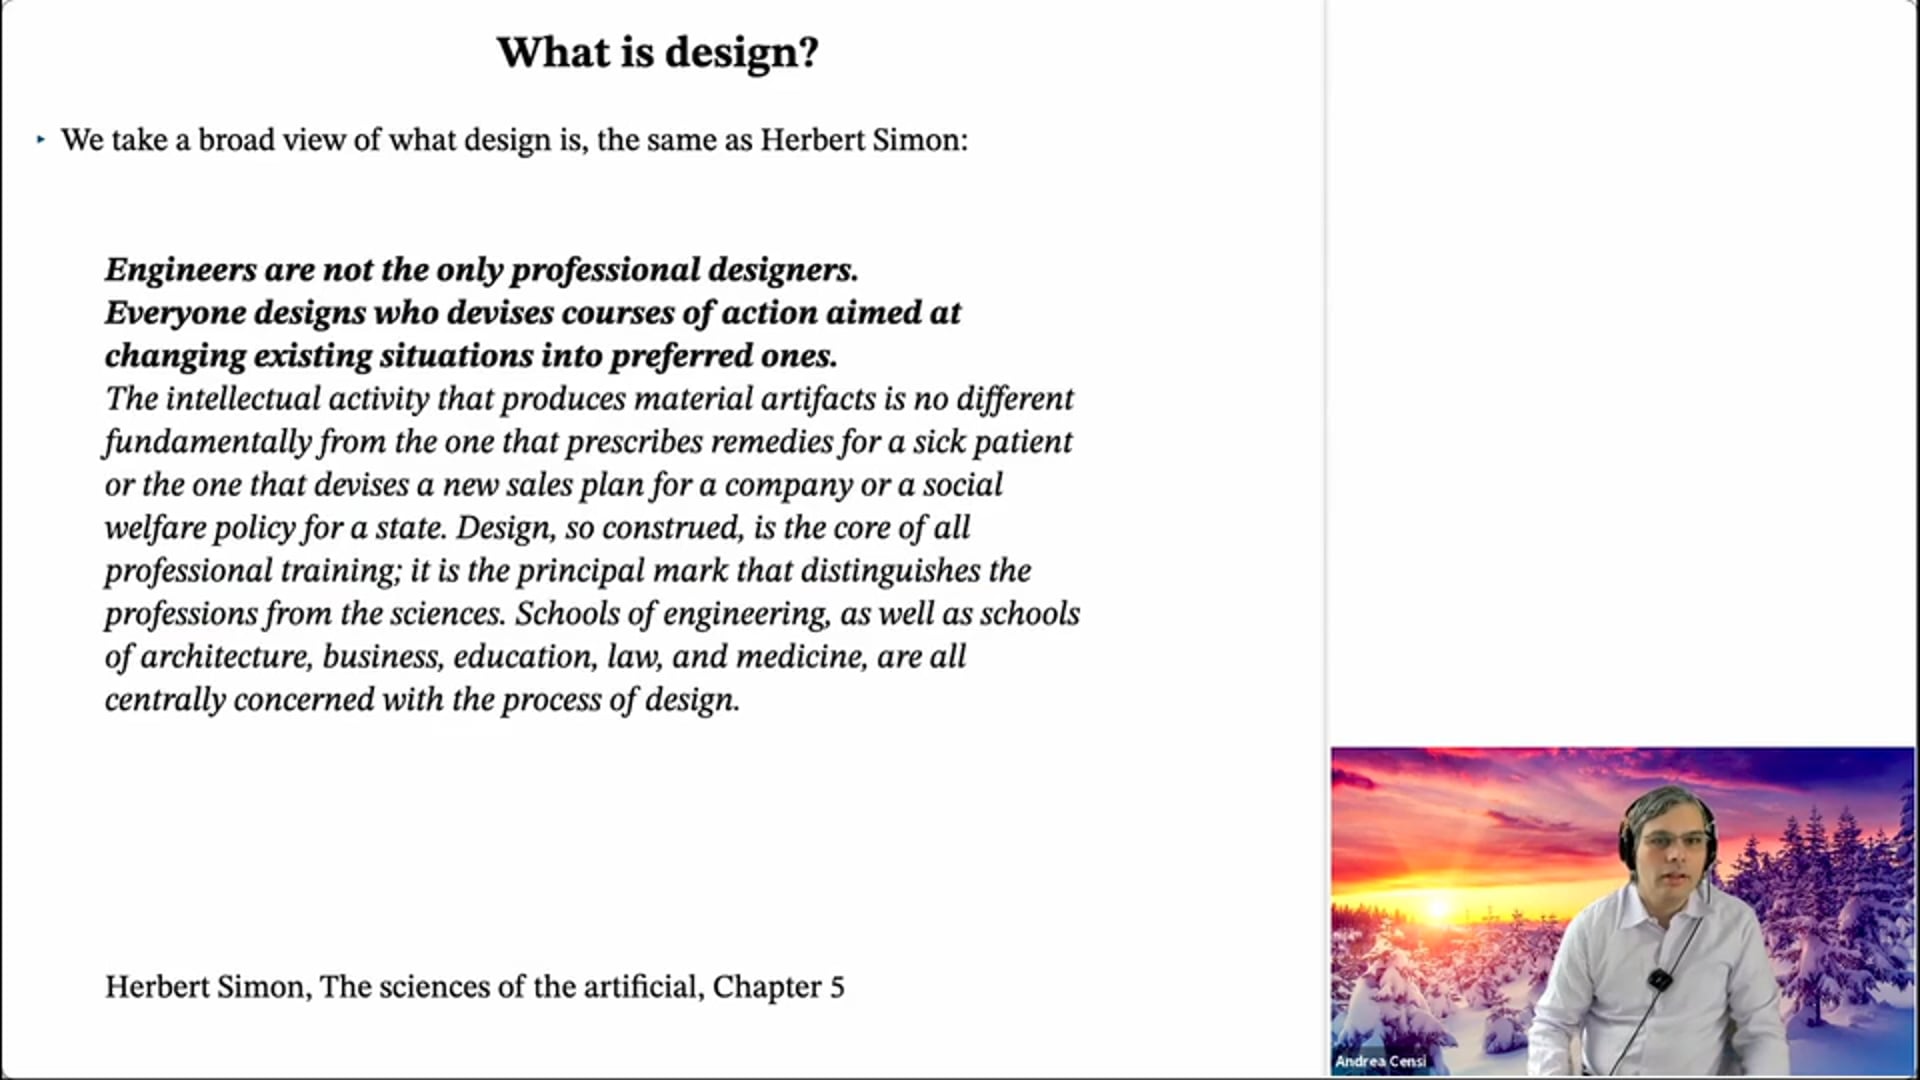 What is design?
We take a broad view of what design is, the same as Herbert Simon:
Engineers are not the only professional designers.
Everyone designs who devises courses of action aimed at
changing existing situations into preferred ones.
The intellectual activity that produces material artifacts is no different
fundamentally from the one that prescribes remedies for a sick patient
or the one that devises a new sales plan for a company or a social
welfare policy for a state. Design, so construed, is the core of all
professional training; it is the principal mark that distinguishes the
professions from the sciences. Schools of engineering, as well as schools
of architecture, business, education, law, and medicine, are all
centrally concerned with the process of design.
Herbert Simon, The sciences of the artificial, Chapter 5
Andrea Censi